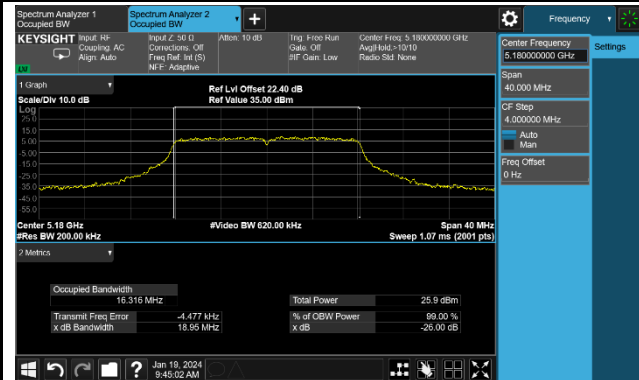 Spectrum Analyzer 1
Occupied BW
Spectrum Analyzer 2
Occupied BW
Frequency
KEYSIGHT
Input: RF
Coupling: AC
Align: Auto
Input Z: 50 Ω
Corrections: Off
Freq Ref: Int (S)
NFE: Adaptive
Atten: 10 dB
Trig: Free Run
Gate: Off
#IF Gain: Low
Center Freq: 5.180000000 GHz
Avg|Hold:>10/10
Radio Std: None
1 Graph
Scale/Div 10.0 dB
Ref Lvl Offset 22.40 dB
Ref Value 35.00 dBm
Log
25.0
15.0
5.00
-5.00
-15.0
-25.0
-35.0
-45.0
-55.0
Center 5.18 GHz
#Res BW 200.00 kHz
#Video BW 620.00 kHz
Span 40 MHz
Sweep 1.07 ms (2001 pts)
2 Metrics
Occupied Bandwidth
16.316 MHz
Total Power 25.9 dBm
Transmit Freq Error -4.477 kHz
% of OBW Power 99.00 %
x dB Bandwidth 18.95 MHz
x dB -26.00 dB
Jan 19, 2024
9:45:02 AM
Center Frequency
5.180000000 GHz
Settings
Span
40.000 MHz
CF Step
4.000000 MHz
Auto
Man
Freq Offset
0 Hz